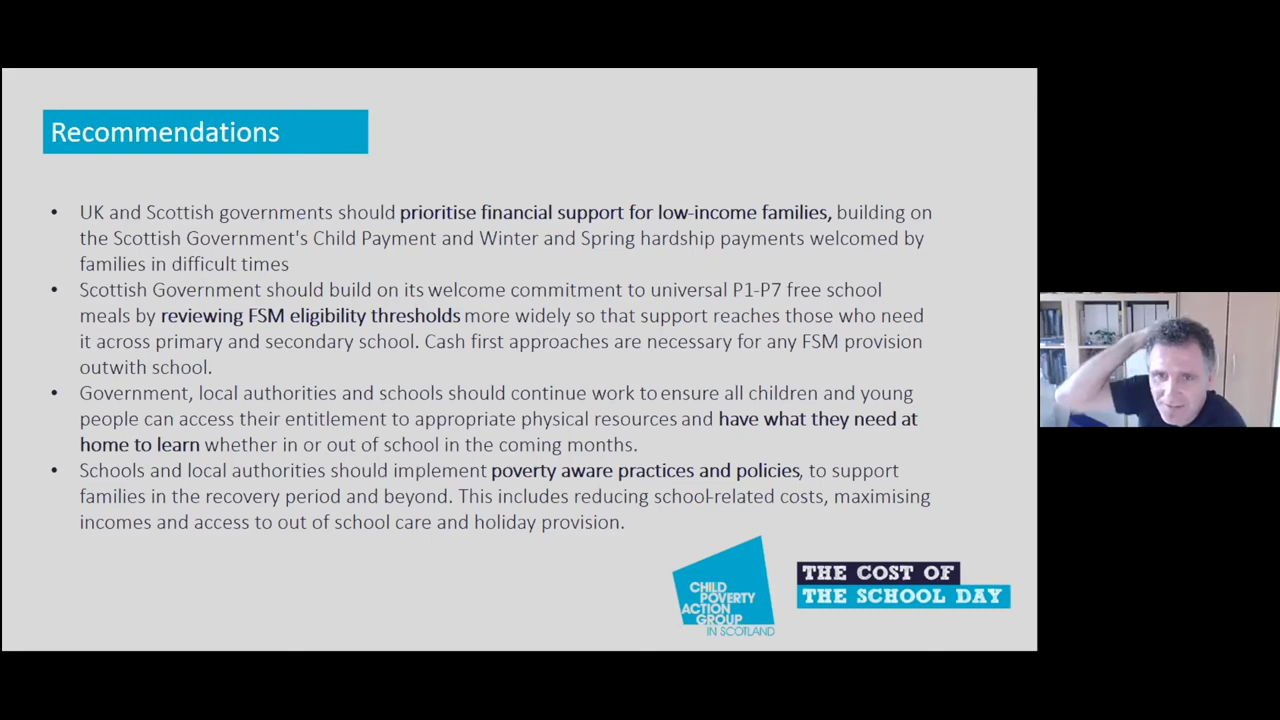 Recommendations
• UK and Scottish governments should prioritise financial support for low-income families, building on
the Scottish Government's Child Payment and Winter and Spring hardship payments welcomed by
families in difficult times
• Scottish Government should build on its welcome commitment to universal P1-P7 free school
meals by reviewing FSM eligibility thresholds more widely so that support reaches those who need
it across primary and secondary school. Cash first approaches are necessary for any FSM provision
outwith school.
• Government, local authorities and schools should continue work to ensure all children and young
people can access their entitlement to appropriate physical resources and have what they need at
home to learn whether in or out of school in the coming months.
• Schools and local authorities should implement poverty aware practices and policies, to support
families in the recovery period and beyond. This includes reducing school-related costs, maximising
incomes and access to out of school care and holiday provision.
CHILD
POVERTY
ACTION
GROUP
IN SCOTLAND
THE COST OF
THE SCHOOL DAY